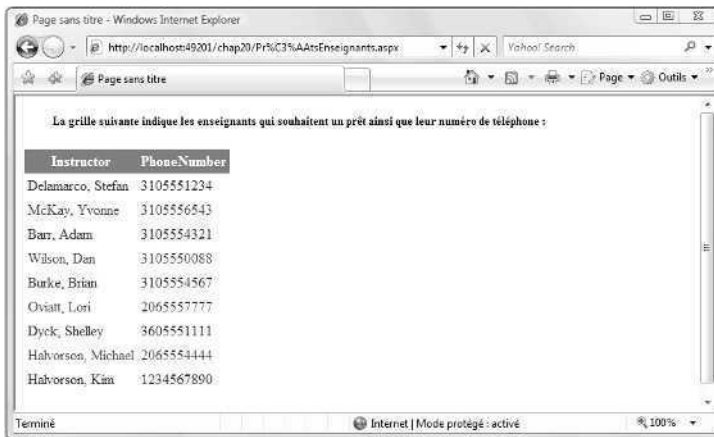 Page sans titre - Windows Internet Explorer
http://localhost:49201/chap20/Pr%C3%AAtsEnseignants.aspx
Yahoo! Search
Page sans titre
Page
Outils
La grille suivante indique les enseignants qui souhaitent un prêt ainsi que leur numéro de téléphone :
Instructor PhoneNumber
Delamarco, Stefan 3105551234
McKay, Yvonne 3105556543
Barr, Adam 3105554321
Wilson, Dan 3105550088
Burke, Brian 3105554567
Oviatt, Lori 2065557777
Dyck, Shelley 3605551111
Halvorson, Michael 2065554444
Halvorson, Kim 1234567890
Terminé
Internet | Mode protégé : activé
100%